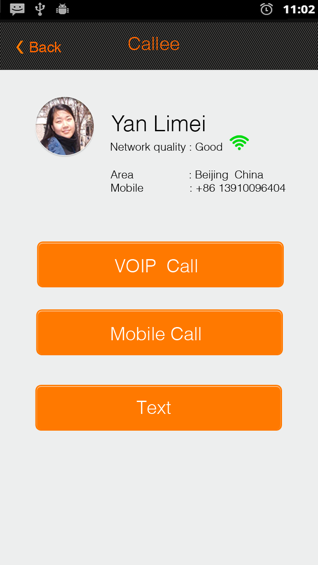 11:02
Back
Callee
Yan Limei
Network quality : Good
Area : Beijing China
Mobile : +86 13910096404
VOIP Call
Mobile Call
Text